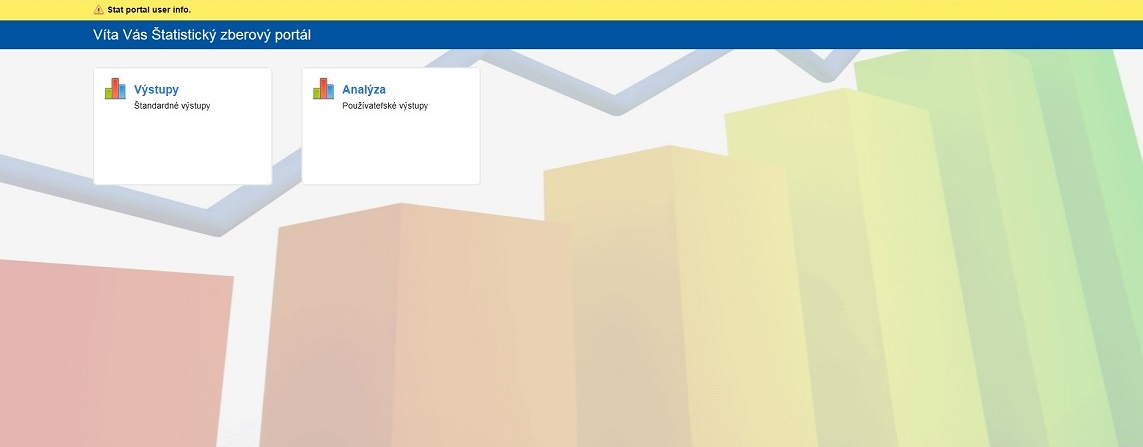 Stat portal user info.
Víta Vás Štatistický zberový portál
Výstupy
Štandardné výstupy
Analýza
Používateľské výstupy